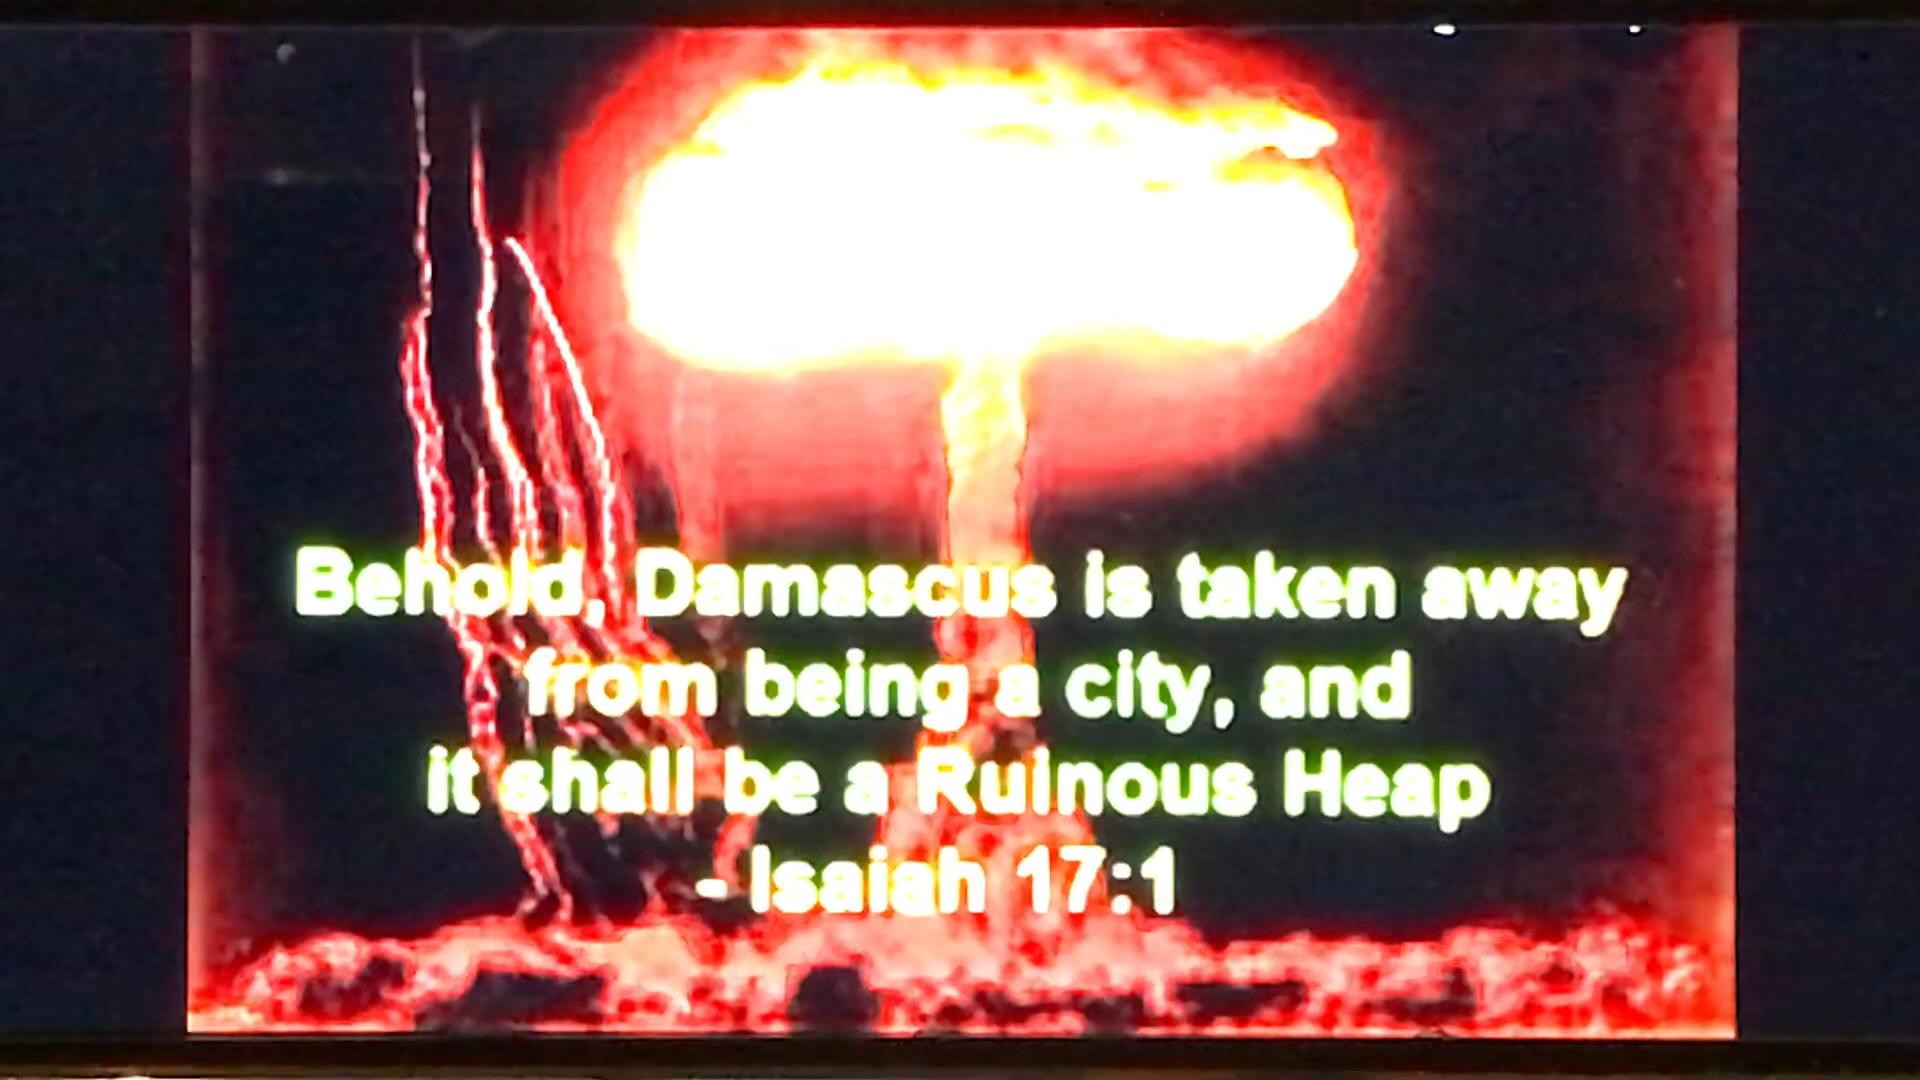 Behold, Damascus is taken away
from being a city, and
it shall be a Ruinous Heap
- Isaiah 17:1